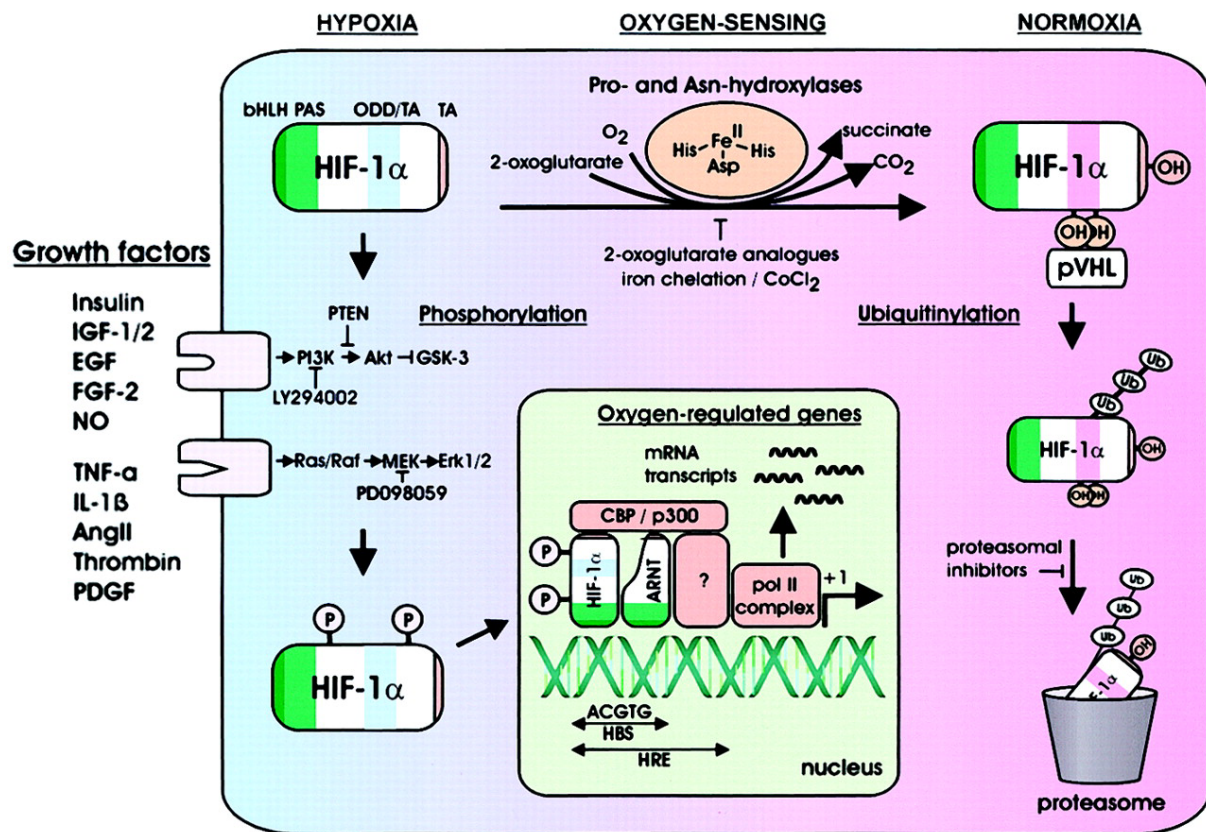 HYPOXIA
OXYGEN-SENSING
NORMOXIA
Pro- and Asn-hydroxylases
bHLH PAS ODD/TA TA
HIF-1α
O2
2-oxoglutarate
His Fe II His
Asp
succinate
CO2
2-oxoglutarate analogues
iron chelation / CoCl2
HIF-1α
OH
OH OH
pVHL
Growth factors
Insulin
IGF-1/2
EGF
FGF-2
NO
TNF-α
IL-1ß
AngII
Thrombin
PDGF
PTEN
Phosphorylation
PI3K Akt GSK-3
LY294002
Ras/Raf MEK Erk1/2
PD098059
P P
HIF-1α
Oxygen-regulated genes
mRNA
transcripts
CBP / p300
P
P
HIF-1α
ARNT
?
pol II
complex
+1
ACGTG
HBS
HRE
nucleus
Ubiquitinylation
Ub
Ub
Ub
HIF-1α
OH
OH OH
proteasomal
inhibitors
Ub
Ub
Ub
OH
IF-1α
proteasome